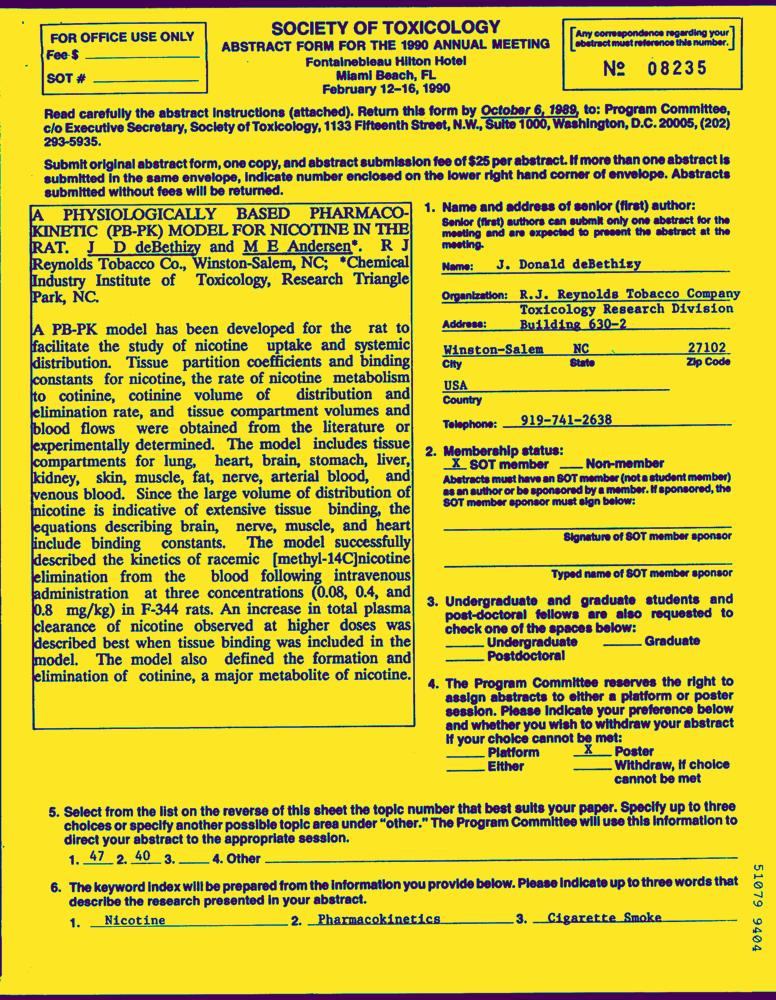 FOR OFFICE USE ONLY
Fee $
SOT #
SOCIETY OF TOXICOLOGY
ABSTRACT FORM FOR THE 1990 ANNUAL MEETING
Fontainebleau Hilton Hotel
Miami Beach, FL
February 12–16, 1990
Any correspondence regarding your
abstract must reference this number.
Nº 08235
Read carefully the abstract instructions (attached). Return this form by October 6, 1989, to: Program Committee,
c/o Executive Secretary, Society of Toxicology, 1133 Fifteenth Street, N.W., Suite 1000, Washington, D.C. 20005, (202)
293-5935.
Submit original abstract form, one copy, and abstract submission fee of $25 per abstract. If more than one abstract is
submitted in the same envelope, indicate number enclosed on the lower right hand corner of envelope. Abstracts
submitted without fees will be returned.
A PHYSIOLOGICALLY BASED PHARMACO-
KINETIC (PB-PK) MODEL FOR NICOTINE IN THE
RAT. J D deBethizy and M E Andersen*. R J
Reynolds Tobacco Co., Winston-Salem, NC; *Chemical
Industry Institute of Toxicology, Research Triangle
Park, NC.
A PB-PK model has been developed for the rat to
facilitate the study of nicotine uptake and systemic
distribution. Tissue partition coefficients and binding
constants for nicotine, the rate of nicotine metabolism
to cotinine, cotinine volume of distribution and
elimination rate, and tissue compartment volumes and
blood flows were obtained from the literature or
experimentally determined. The model includes tissue
compartments for lung, heart, brain, stomach, liver,
kidney, skin, muscle, fat, nerve, arterial blood, and
venous blood. Since the large volume of distribution of
nicotine is indicative of extensive tissue binding, the
equations describing brain, nerve, muscle, and heart
include binding constants. The model successfully
described the kinetics of racemic [methyl-14C]nicotine
elimination from the blood following intravenous
administration at three concentrations (0.08, 0.4, and
0.8 mg/kg) in F-344 rats. An increase in total plasma
clearance of nicotine observed at higher doses was
described best when tissue binding was included in the
model. The model also defined the formation and
elimination of cotinine, a major metabolite of nicotine.
1. Name and address of senior (first) author:
Senior (first) authors can submit only one abstract for the
meeting and are expected to present the abstract at the
meeting.
Name: J. Donald deBethizy
Organization: R.J. Reynolds Tobacco Company
Toxicology Research Division
Address: Building 630-2
Winston-Salem NC 27102
City State Zip Code
USA
Country
Telephone: 919-741-2638
2. Membership status:
X SOT member Non-member
Abstracts must have an SOT member (not a student member)
as an author or be sponsored by a member. If sponsored, the
SOT member sponsor must sign below:
Signature of SOT member sponsor
Typed name of SOT member sponsor
3. Undergraduate and graduate students and
post-doctoral fellows are also requested to
check one of the spaces below:
Undergraduate Graduate
Postdoctoral
4. The Program Committee reserves the right to
assign abstracts to either a platform or poster
session. Please indicate your preference below
and whether you wish to withdraw your abstract
if your choice cannot be met:
Platform X Poster
Either Withdraw, if choice
cannot be met
5. Select from the list on the reverse of this sheet the topic number that best suits your paper. Specify up to three
choices or specify another possible topic area under "other." The Program Committee will use this information to
direct your abstract to the appropriate session.
1. 47 2. 40 3. 4. Other
6. The keyword index will be prepared from the information you provide below. Please indicate up to three words that
describe the research presented in your abstract.
1. Nicotine 2. Pharmacokinetics 3. Cigarette Smoke
51079 9404